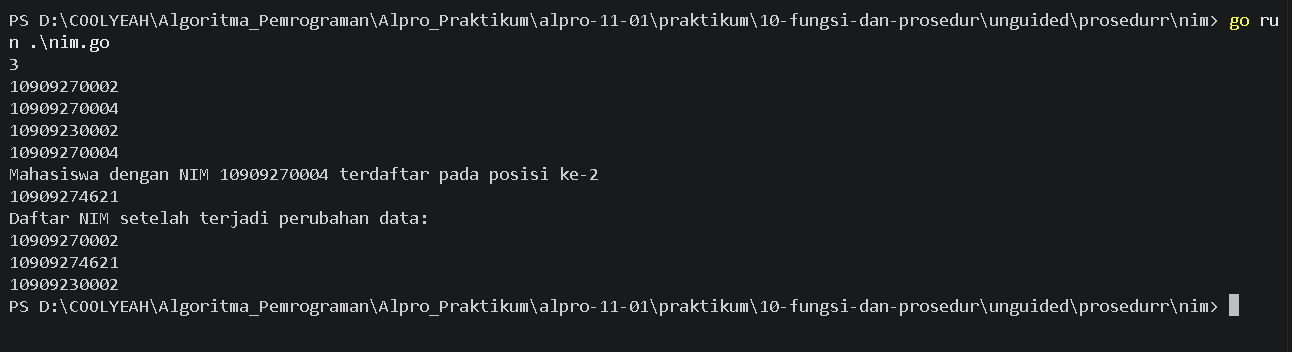 PS D:\COOLYEAH\Algoritma_Pemrograman\Alpro_Praktikum\alpro-11-01\praktikum\10-fungsi-dan-prosedur\unguided\prosedurr\nim> go ru
n .\nim.go
3
10909270002
10909270004
10909230002
10909270004
Mahasiswa dengan NIM 10909270004 terdaftar pada posisi ke-2
10909274621
Daftar NIM setelah terjadi perubahan data:
10909270002
10909274621
10909230002
PS D:\COOLYEAH\Algoritma_Pemrograman\Alpro_Praktikum\alpro-11-01\praktikum\10-fungsi-dan-prosedur\unguided\prosedurr\nim>